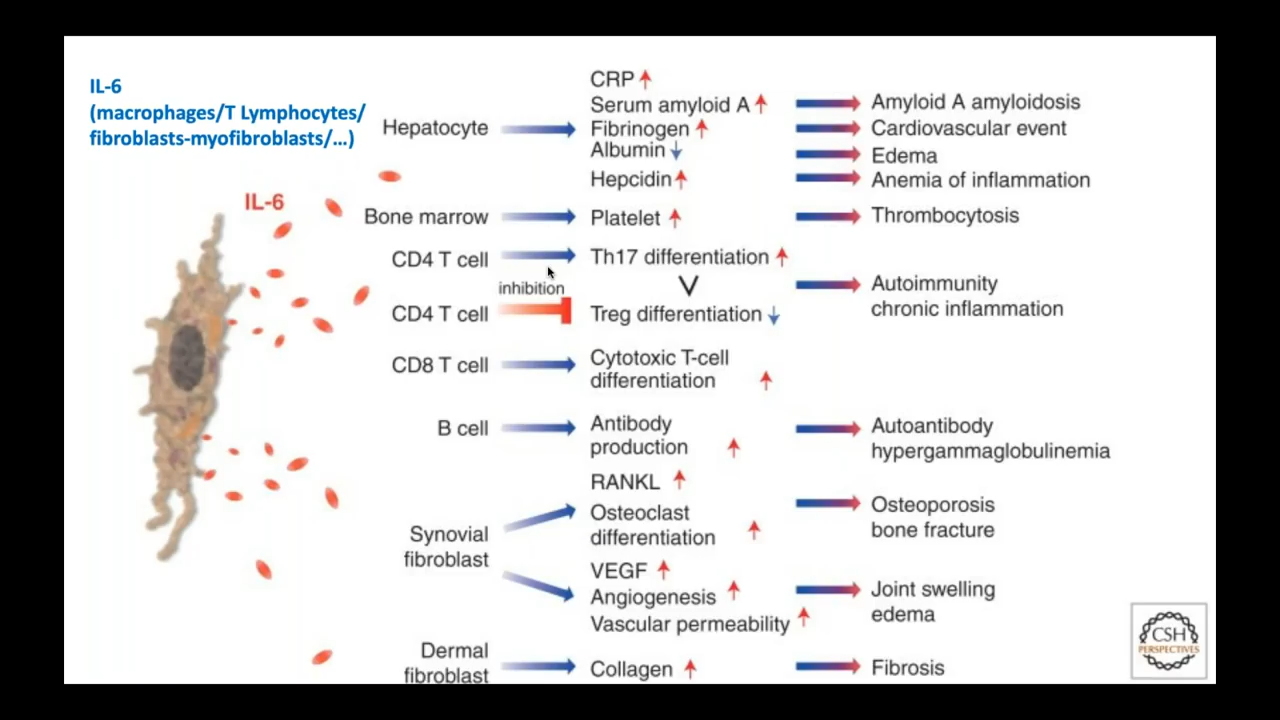 IL-6
(macrophages/T Lymphocytes/
fibroblasts-myofibroblasts/...)
IL-6
Hepatocyte
CRP
Serum amyloid A
Fibrinogen
Albumin
Hepcidin
Amyloid A amyloidosis
Cardiovascular event
Edema
Anemia of inflammation
Bone marrow
Platelet
Thrombocytosis
CD4 T cell
Th17 differentiation
inhibition
CD4 T cell
Treg differentiation
Autoimmunity
chronic inflammation
CD8 T cell
Cytotoxic T-cell
differentiation
B cell
Antibody
production
Autoantibody
hypergammaglobulinemia
Synovial
fibroblast
RANKL
Osteoclast
differentiation
Osteoporosis
bone fracture
VEGF
Angiogenesis
Vascular permeability
Joint swelling
edema
Dermal
fibroblast
Collagen
Fibrosis
CSH
PERSPECTIVES